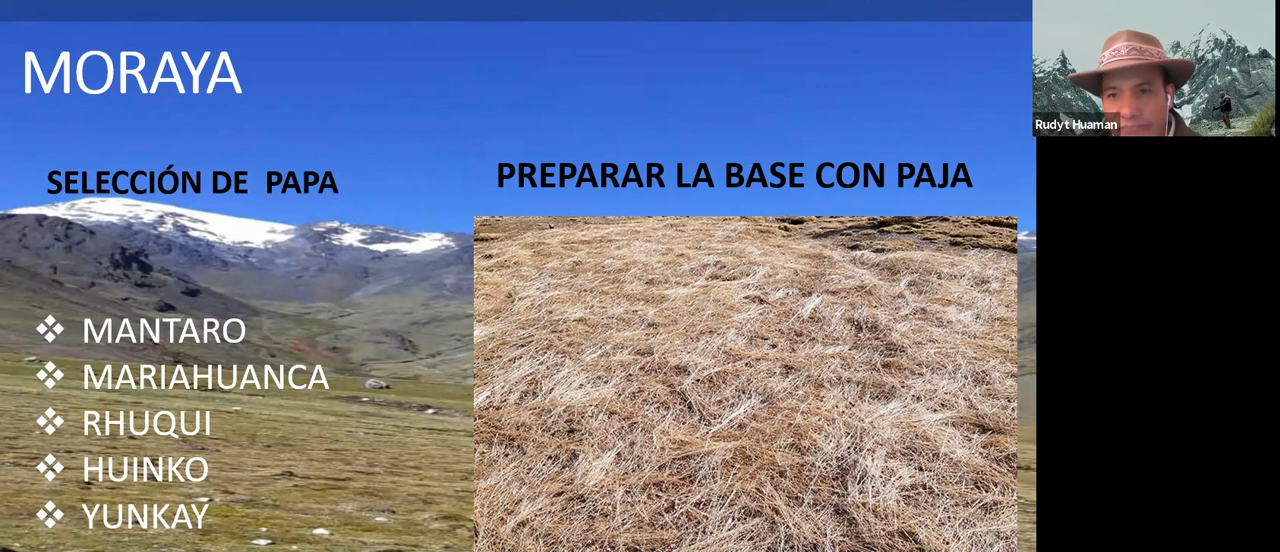 MORAYA
SELECCIÓN DE PAPA
MANTARO
MARIAHUANCA
RHUQUI
HUINKO
YUNKAY
PREPARAR LA BASE CON PAJA
Rudyt Huaman